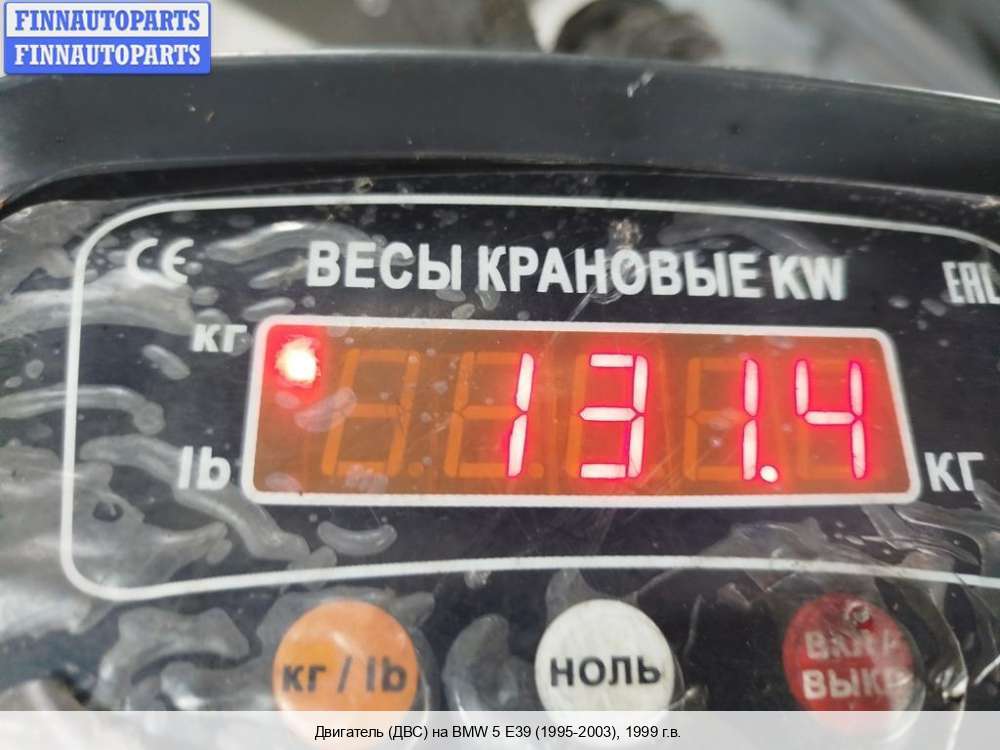 FINNAUTOPARTS
FINNAUTOPARTS
CE
ВЕСЫ КРАНОВЫЕ KW
EAC
кг
lb
131.4
КГ
кг / lb
НОЛЬ
ВКЛ /
ВЫКЛ
Двигатель (ДВС) на BMW 5 E39 (1995-2003), 1999 г.в.